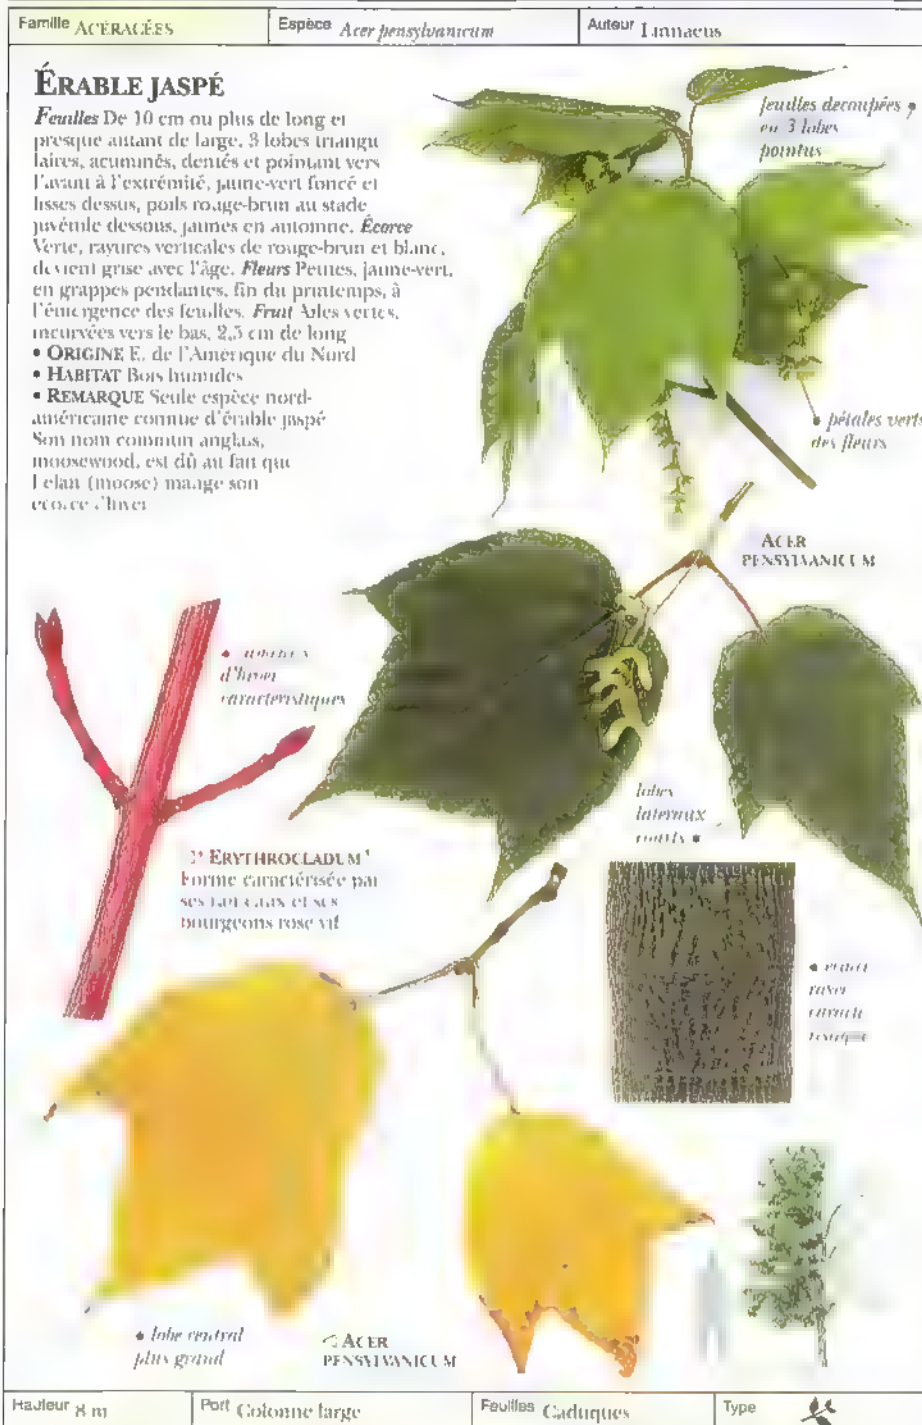 Famille ACÉRACÉES
Espèce Acer pensylvanicum
Auteur Linnaeus
ÉRABLE JASPÉ
Feuilles De 10 cm ou plus de long et
presque autant de large, 3 lobes triangu
laires, acuminés, dentés et pointant vers
l'avant à l'extrémité, jaune-vert foncé et
lisses dessus, poils rouge-brun au stade
juvénile dessous, jaunes en automne. Écorce
Verte, rayures verticales de rouge-brun et blanc,
devient grise avec l'âge. Fleurs Petites, jaune-vert,
en grappes pendantes, fin du printemps, à
l'émergence des feuilles. Fruit Ailes vertes,
incurvées vers le bas, 2,5 cm de long
• ORIGINE E. de l'Amérique du Nord
• HABITAT Bois humides
• REMARQUE Seule espèce nord-
américaine connue d'érable jaspé
Son nom commun anglais,
moosewood, est dû au fait que
l'élan (moose) mange son
écorce l'hiver
feuilles découpées •
en 3 lobes
pointus
• pétales verts
des fleurs
ACER
PENSYLVANICUM
•
d'hiver
caractéristiques
lobes
latéraux
courts •
'ERYTHROCLADUM'
Forme caractérisée par
ses rameaux et ses
bourgeons rose vif
• lobe central
plus grand
◁ ACER
PENSYLVANICUM
Hauteur 8 m
Port Colonne large
Feuilles Caduques
Type